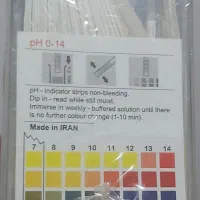 pH 0-14
pH - indicator strips non-bleeding.
Dip in - read while still moist.
Immerse in weekly - buffered solution until there
is no further colour change (1-10 min).
Made in IRAN
7 8 9 10 11 12 13 14